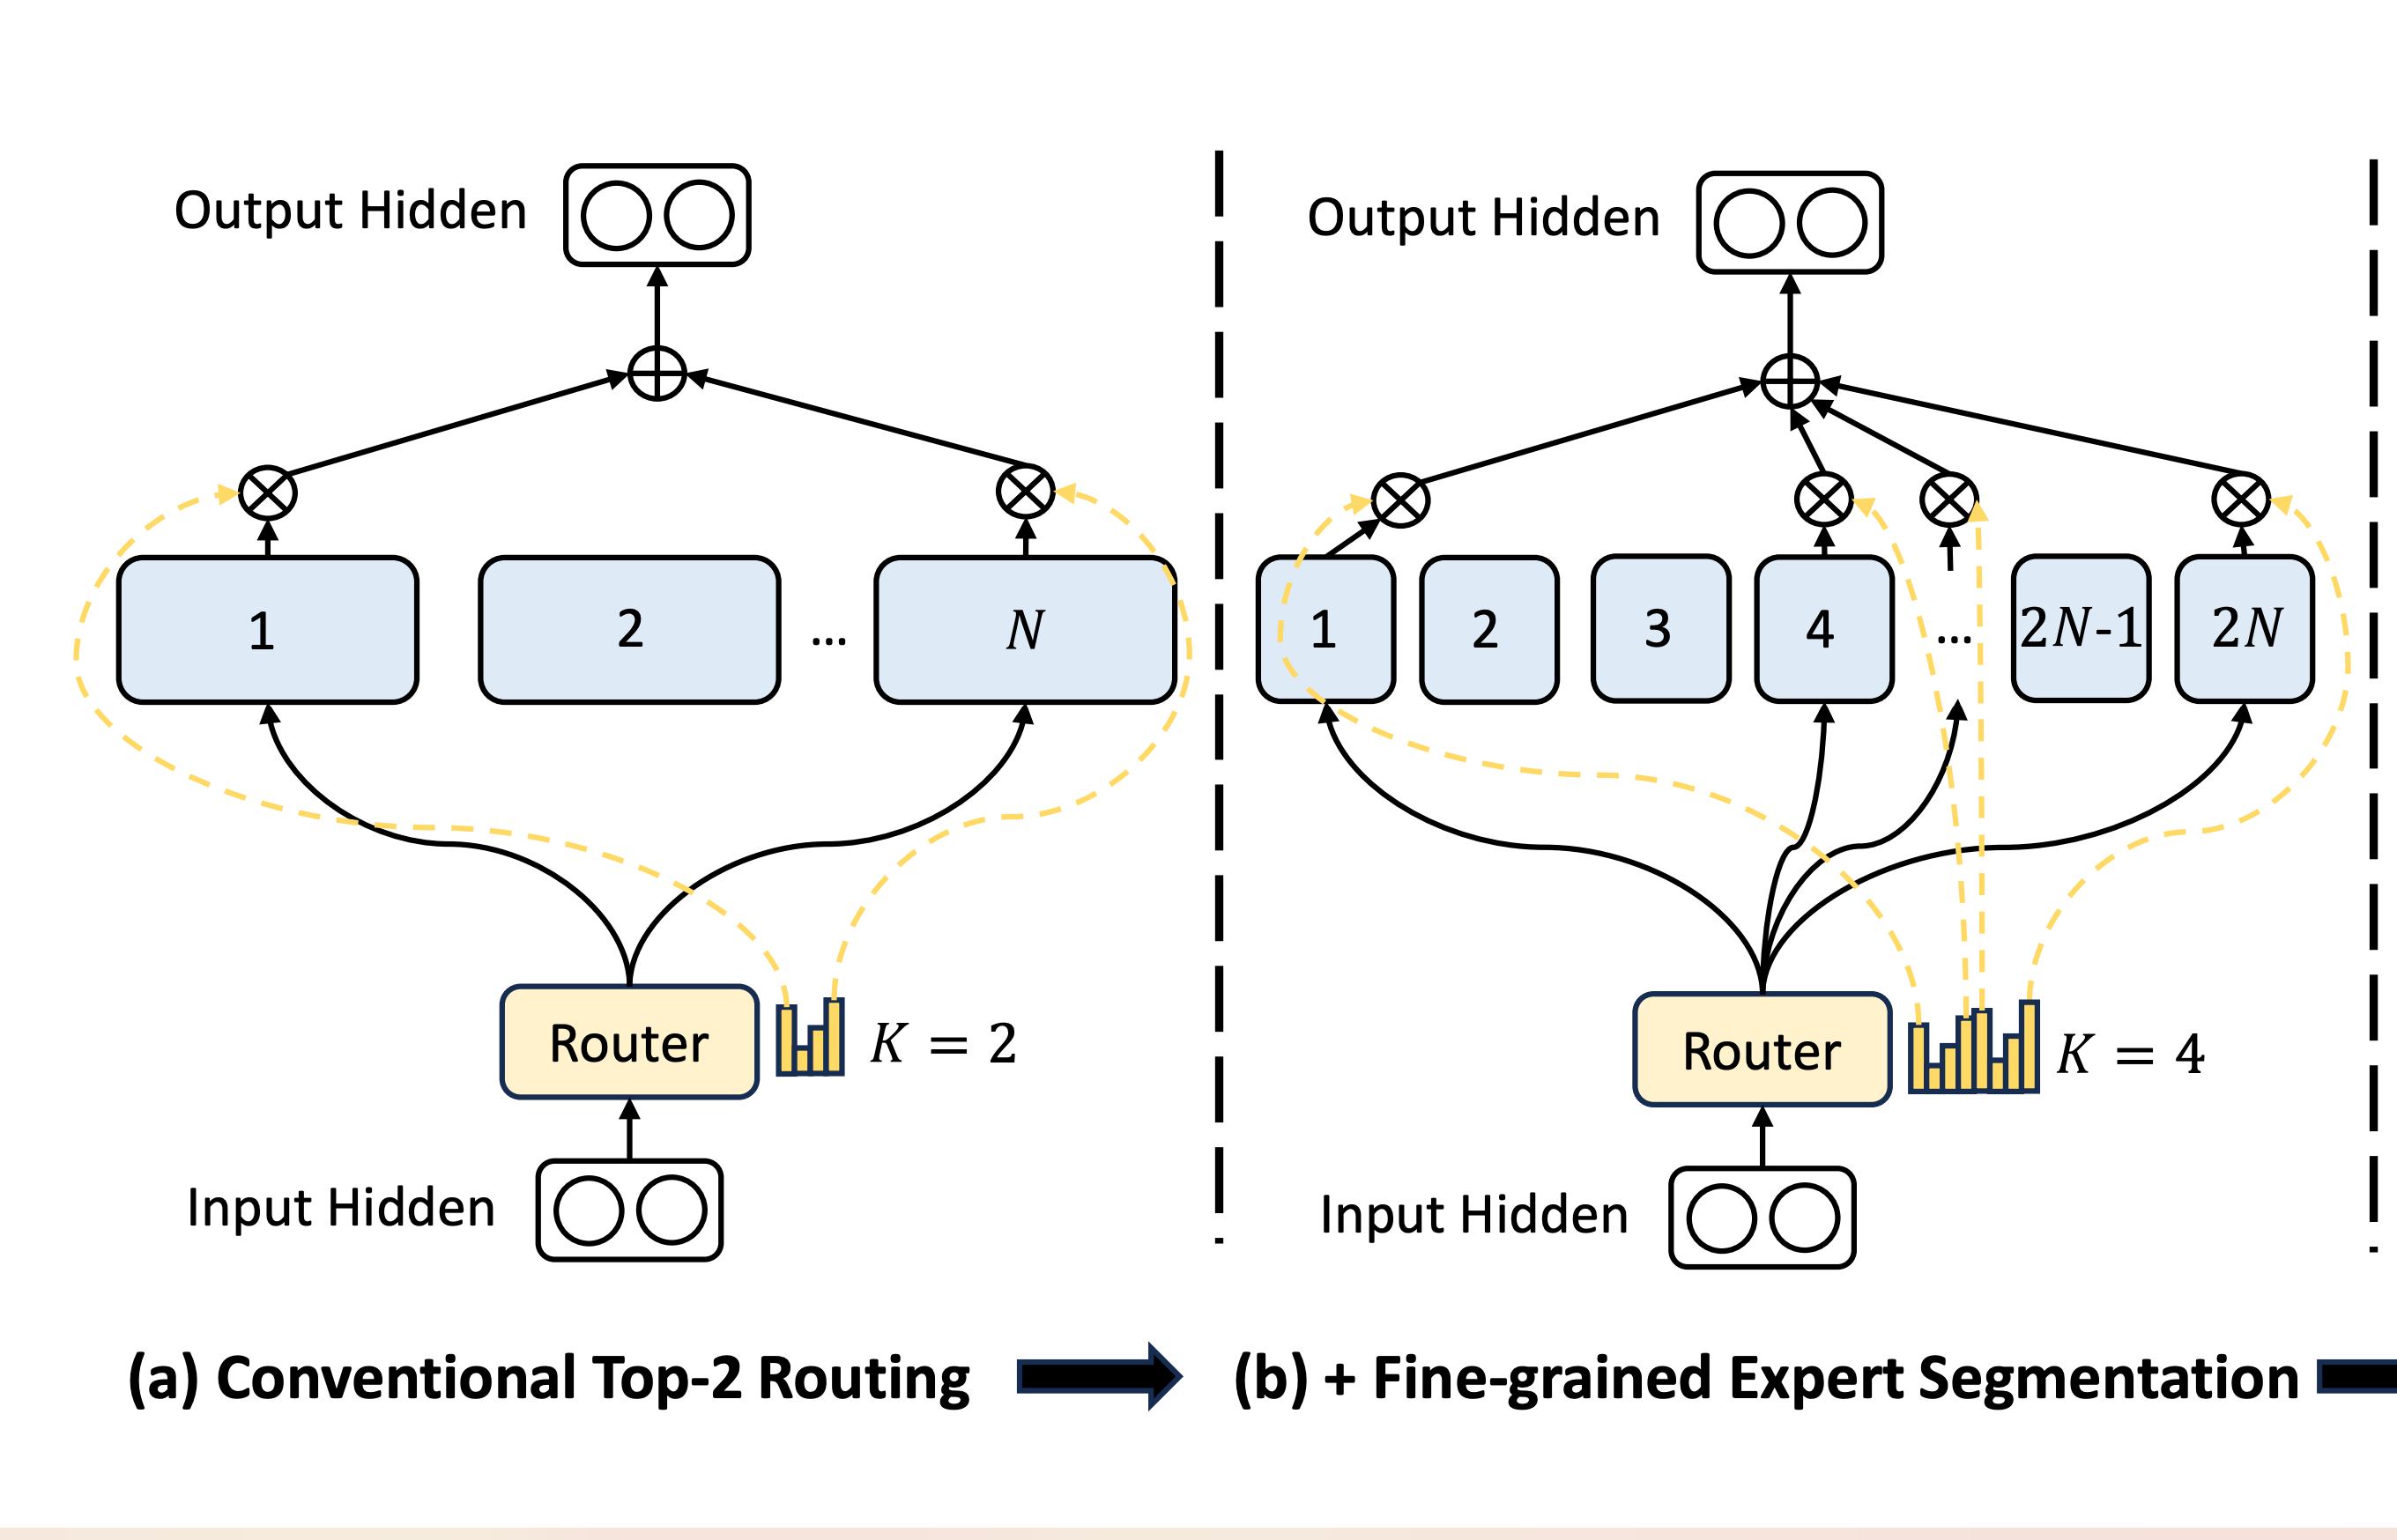 Output Hidden
1
2
...
N
Router
K = 2
Input Hidden
(a) Conventional Top-2 Routing
Output Hidden
1
2
3
4
...
2N-1
2N
Router
K = 4
Input Hidden
(b) + Fine-grained Expert Segmentation